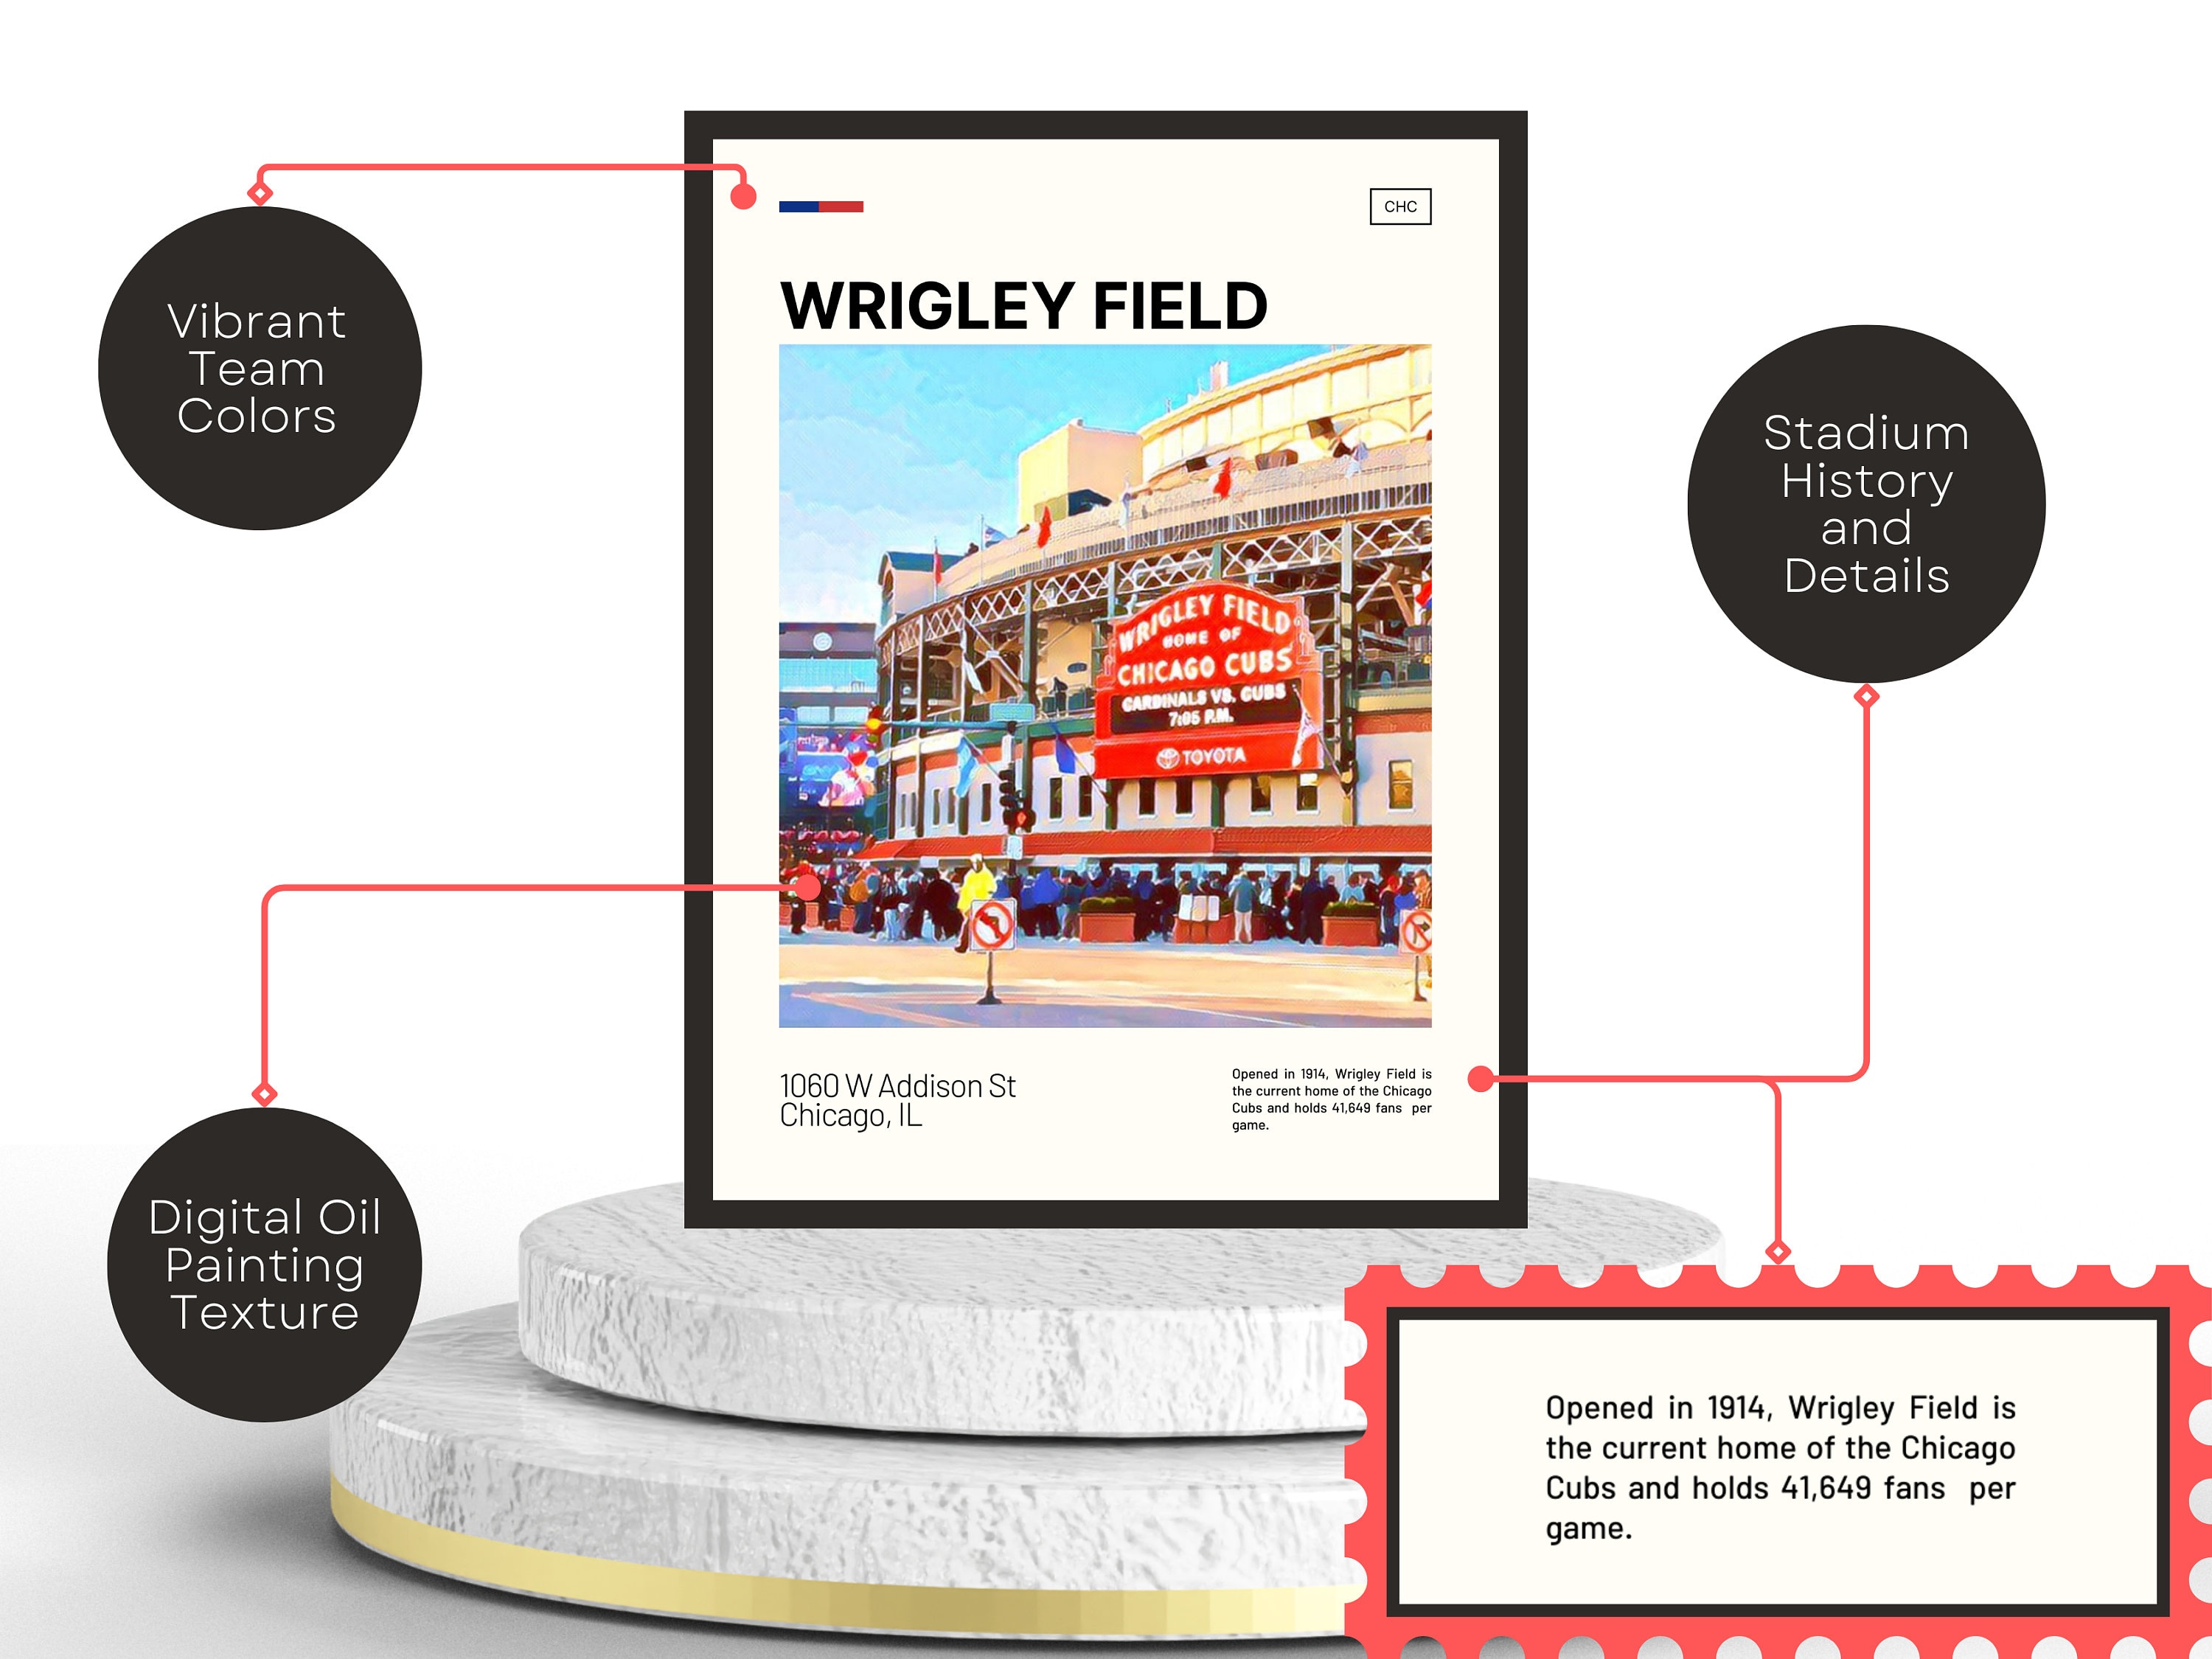 Vibrant
Team
Colors
CHC
WRIGLEY FIELD
WRIGLEY FIELD
HOME OF
CHICAGO CUBS
CARDINALS VS. CUBS
7:05 P.M.
TOYOTA
1060 W Addison St
Chicago, IL
Opened in 1914, Wrigley Field is
the current home of the Chicago
Cubs and holds 41,649 fans per
game.
Stadium
History
and
Details
Digital Oil
Painting
Texture
Opened in 1914, Wrigley Field is
the current home of the Chicago
Cubs and holds 41,649 fans per
game.